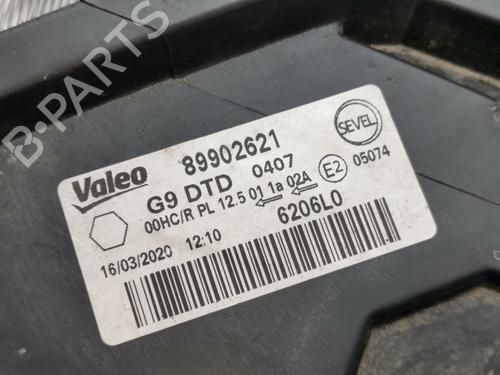 B-PARTS
Valeo
89902621
SEVEL
G9 DTD 0407
E2 05074
00HC/R PL 12.5 01 1a 02A
6206L0
16/03/2020 12:10